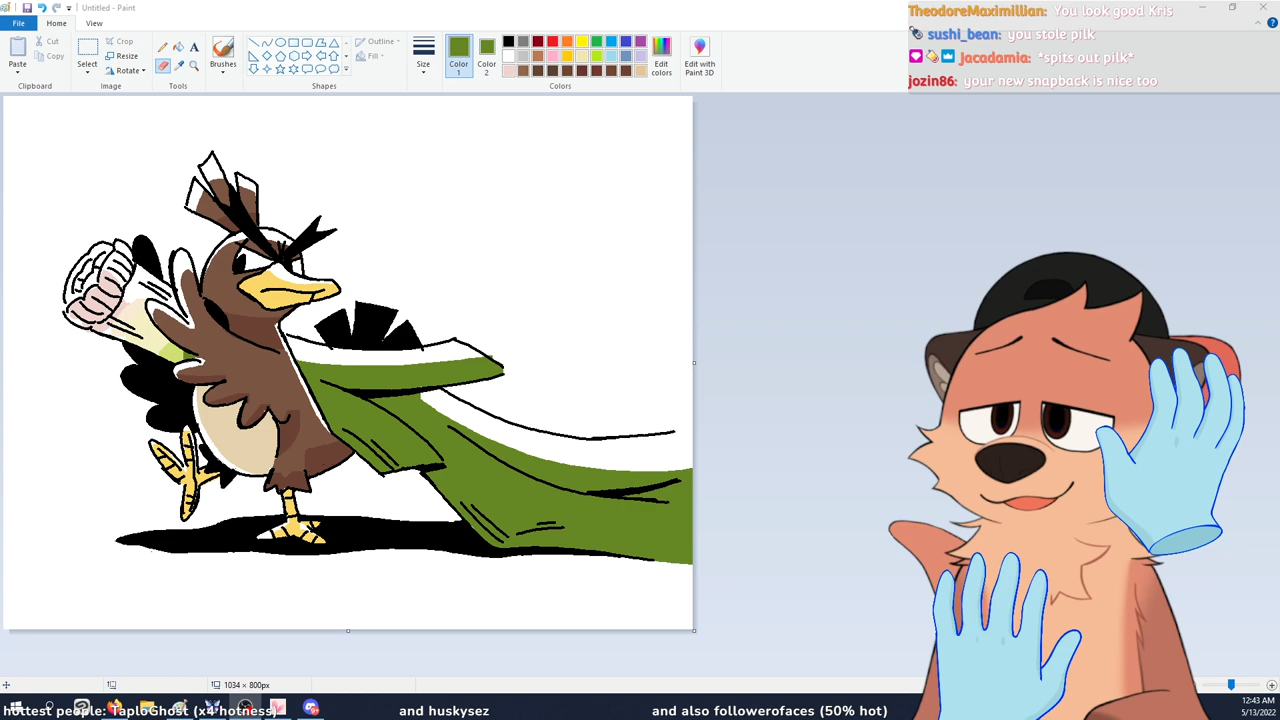 Untitled - Paint
File
Home
View
Paste
Cut
Copy
Clipboard
Select
Crop
Resize
Rotate
Image
A
Tools
Brushes
Outline
Fill
Shapes
Size
Color 1
Color 2
Edit colors
Colors
Edit with Paint 3D
TheodoreMaximillian: You look good Kris
sushi_bean: you stole pilk
Jacadamia: *spits out pilk*
jozin86: your new snapback is nice too
1034 × 800px
12:43 AM
5/13/2022
hottest people: TaploGhost (x4 hotness) and huskysez and also followerofaces (50% hot)